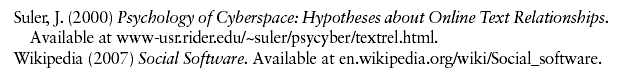 Suler, J. (2000) Psychology of Cyberspace: Hypotheses about Online Text Relationships.
Available at www-usr.rider.edu/~suler/psycyber/textrel.html.
Wikipedia (2007) Social Software. Available at en.wikipedia.org/wiki/Social_software.